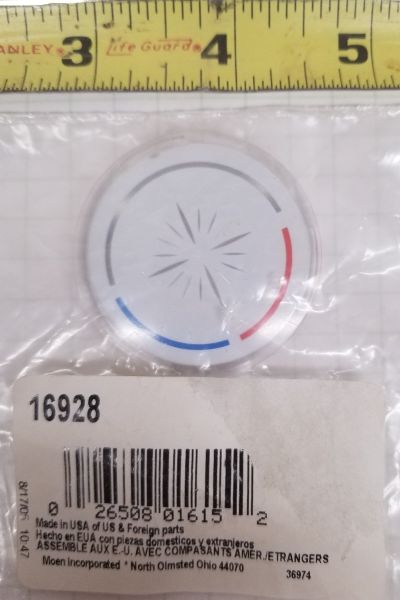 STANLEY 3 Life Guard 4 5
16928
0 26508 01615 2
8/17/06 10:47
Made in USA of US & Foreign parts
Hecho en EUA con piezas domesticos y extranjeros
ASSEMBLE AUX E.-U. AVEC COMPASANTS AMER./ETRANGERS
Moen Incorporated * North Olmsted Ohio 44070
36974